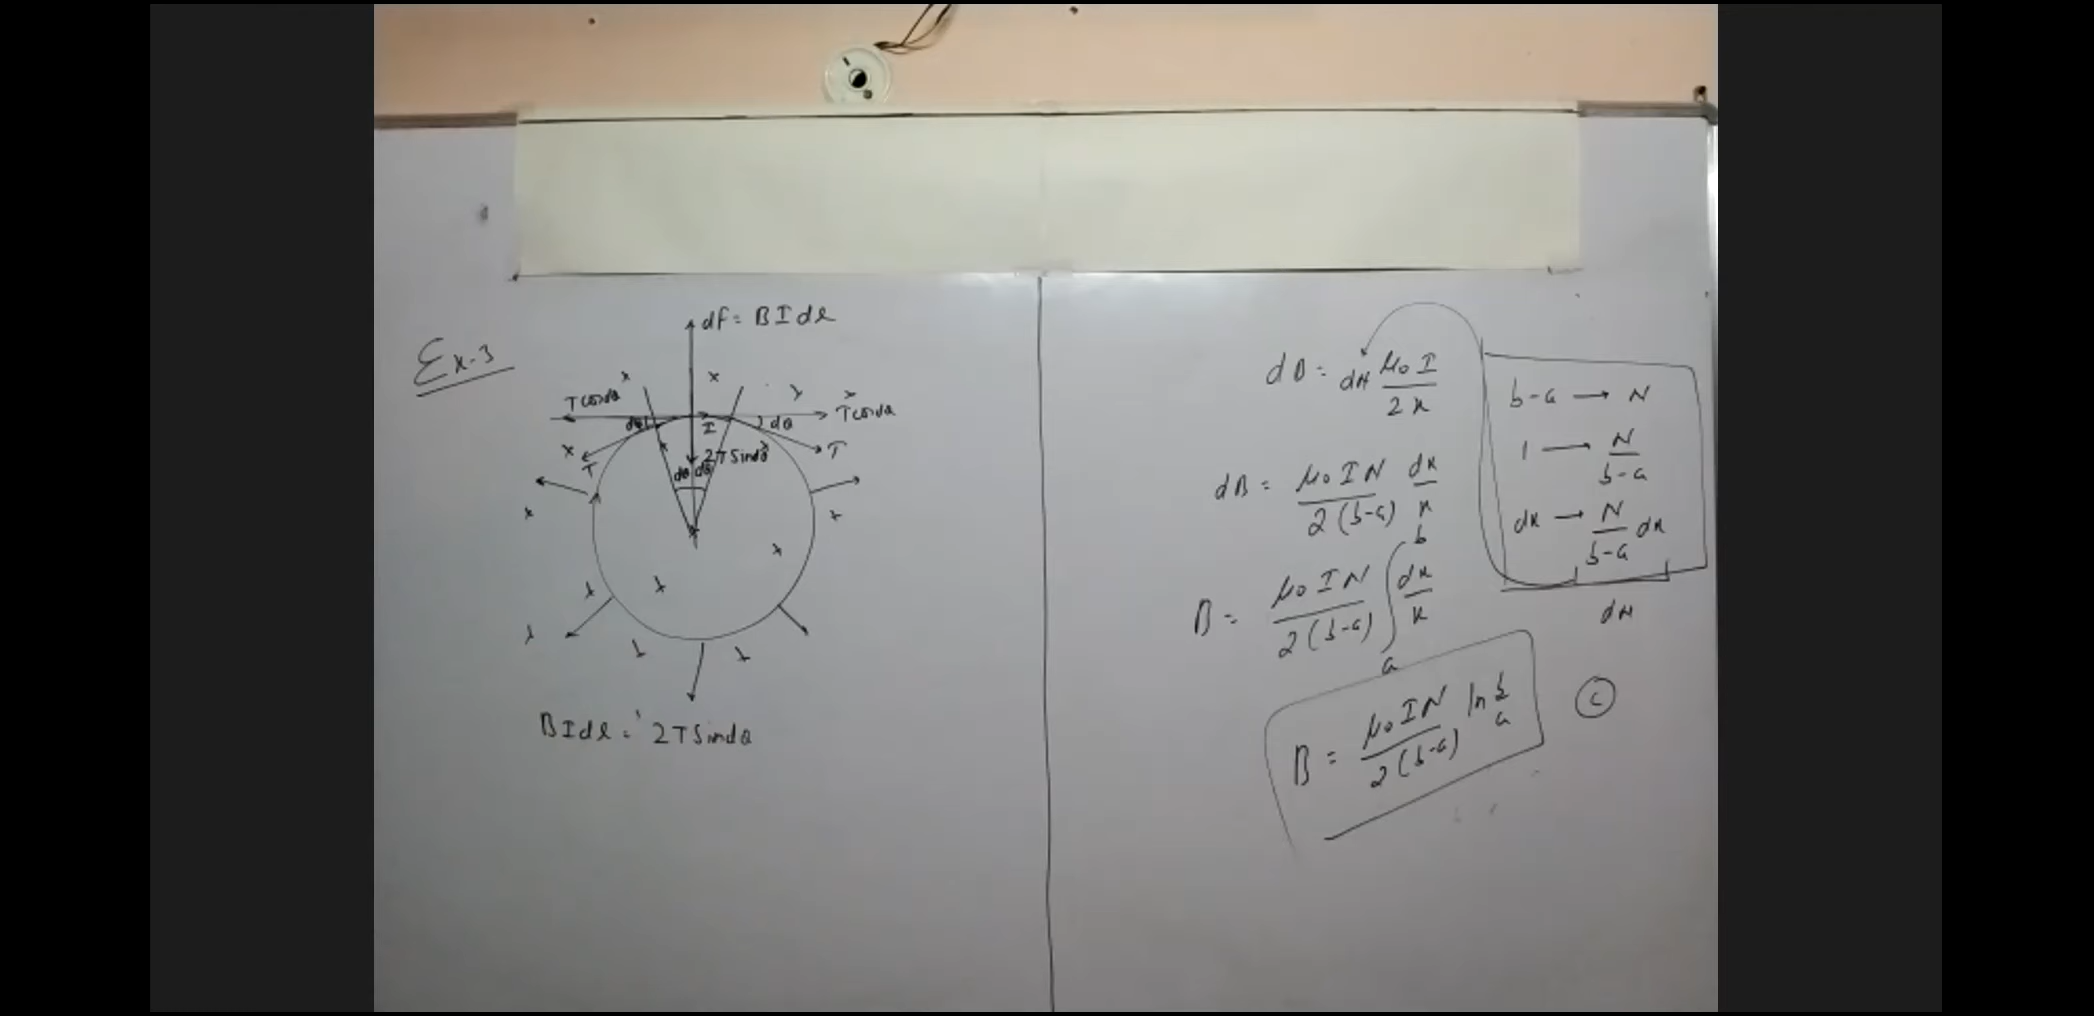 Ex-3
df = BIdl
Tcosdθ
Tcosdθ
dθ
I
dθ
T
2TSindθ
T
dθ dθ
BIdl = 2TSindθ
dB = dN μ₀I / 2x
dB = μ₀IN / 2(b-a) dx / x
B = μ₀IN / 2(b-a) ∫ₐᵇ dx / x
B = μ₀IN / 2(b-a) ln b/a
C
b-a → N
1 → N / b-a
dx → N / b-a dx
dN